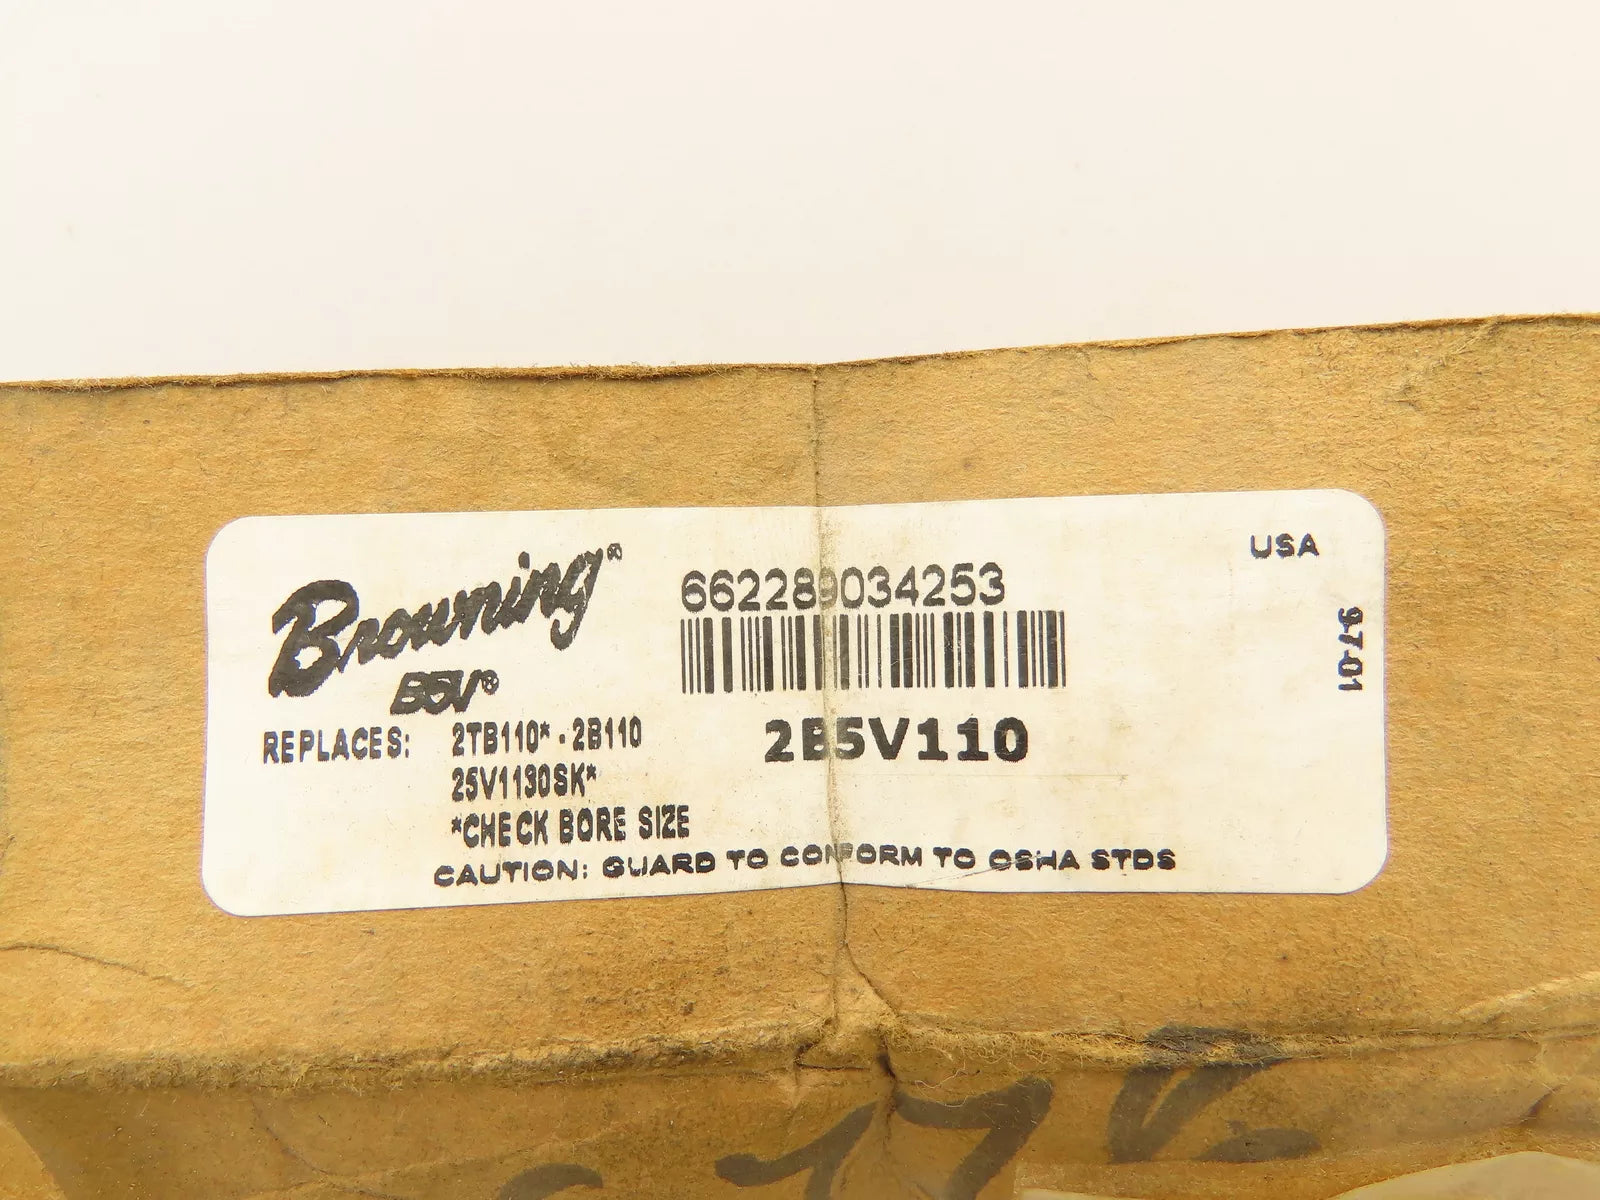 Browning®
B5V®
662289034253
USA
97-01
2B5V110
REPLACES: 2TB110* - 2B110
25V1130SK*
*CHECK BORE SIZE
CAUTION: GUARD TO CONFORM TO OSHA STDS